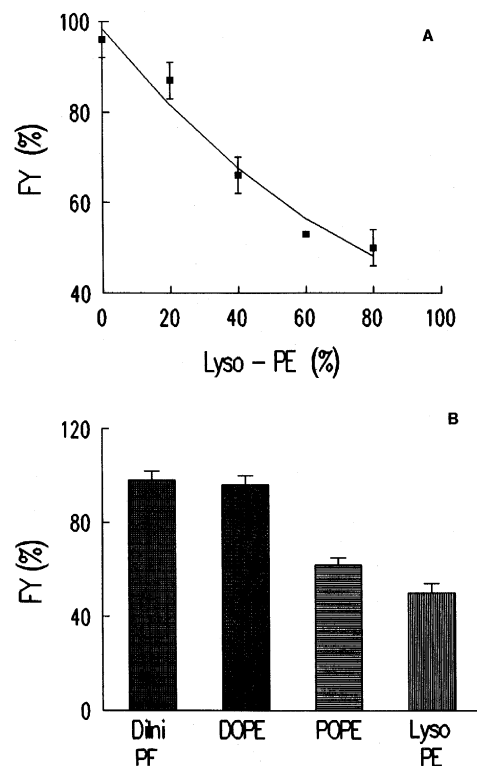 A
100
80
60
40
FY (%)
0 20 40 60 80 100
Lyso – PE (%)
B
120
80
40
0
FY (%)
Dilni DOPE POPE Lyso
PF PE